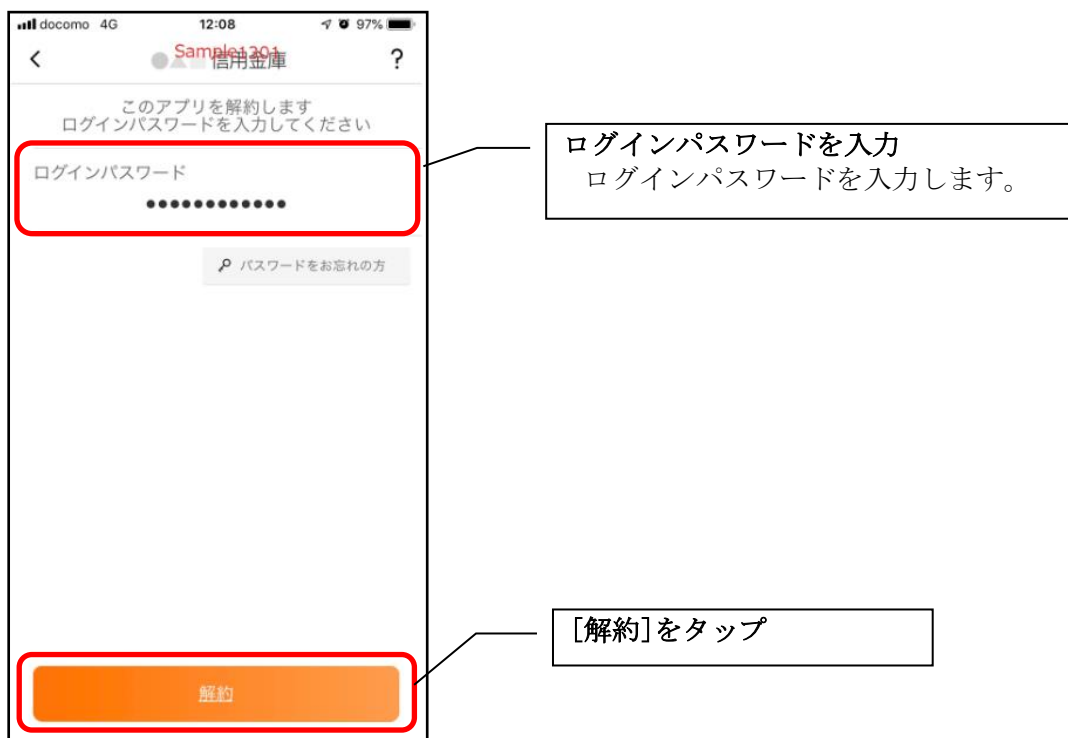 docomo 4G 12:08 97%
Sample1201
●▲■信用金庫 ?
このアプリを解約します
ログインパスワードを入力してください
ログインパスワード
●●●●●●●●●●●●
パスワードをお忘れの方
解約
ログインパスワードを入力
ログインパスワードを入力します。
[解約]をタップ